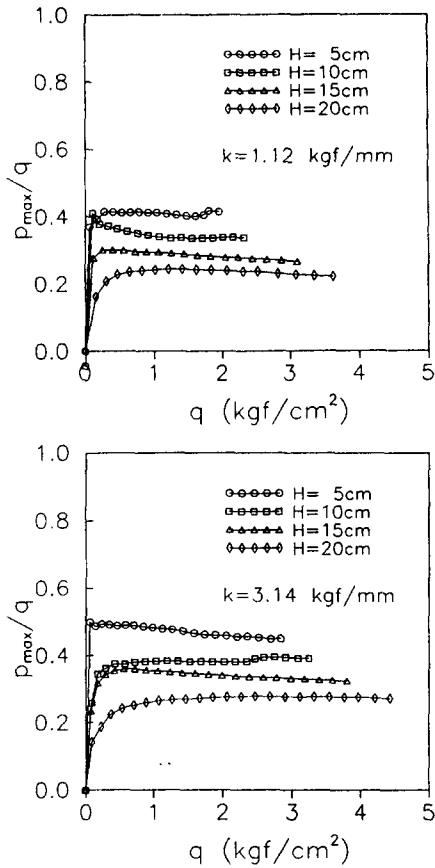 1.0
0.8
0.6
0.4
0.2
0.0
p_max/q
H= 5cm
H=10cm
H=15cm
H=20cm
k=1.12 kgf/mm
0 1 2 3 4 5
q (kgf/cm²)
1.0
0.8
0.6
0.4
0.2
0.0
p_max/q
H= 5cm
H=10cm
H=15cm
H=20cm
k=3.14 kgf/mm
0 1 2 3 4 5
q (kgf/cm²)